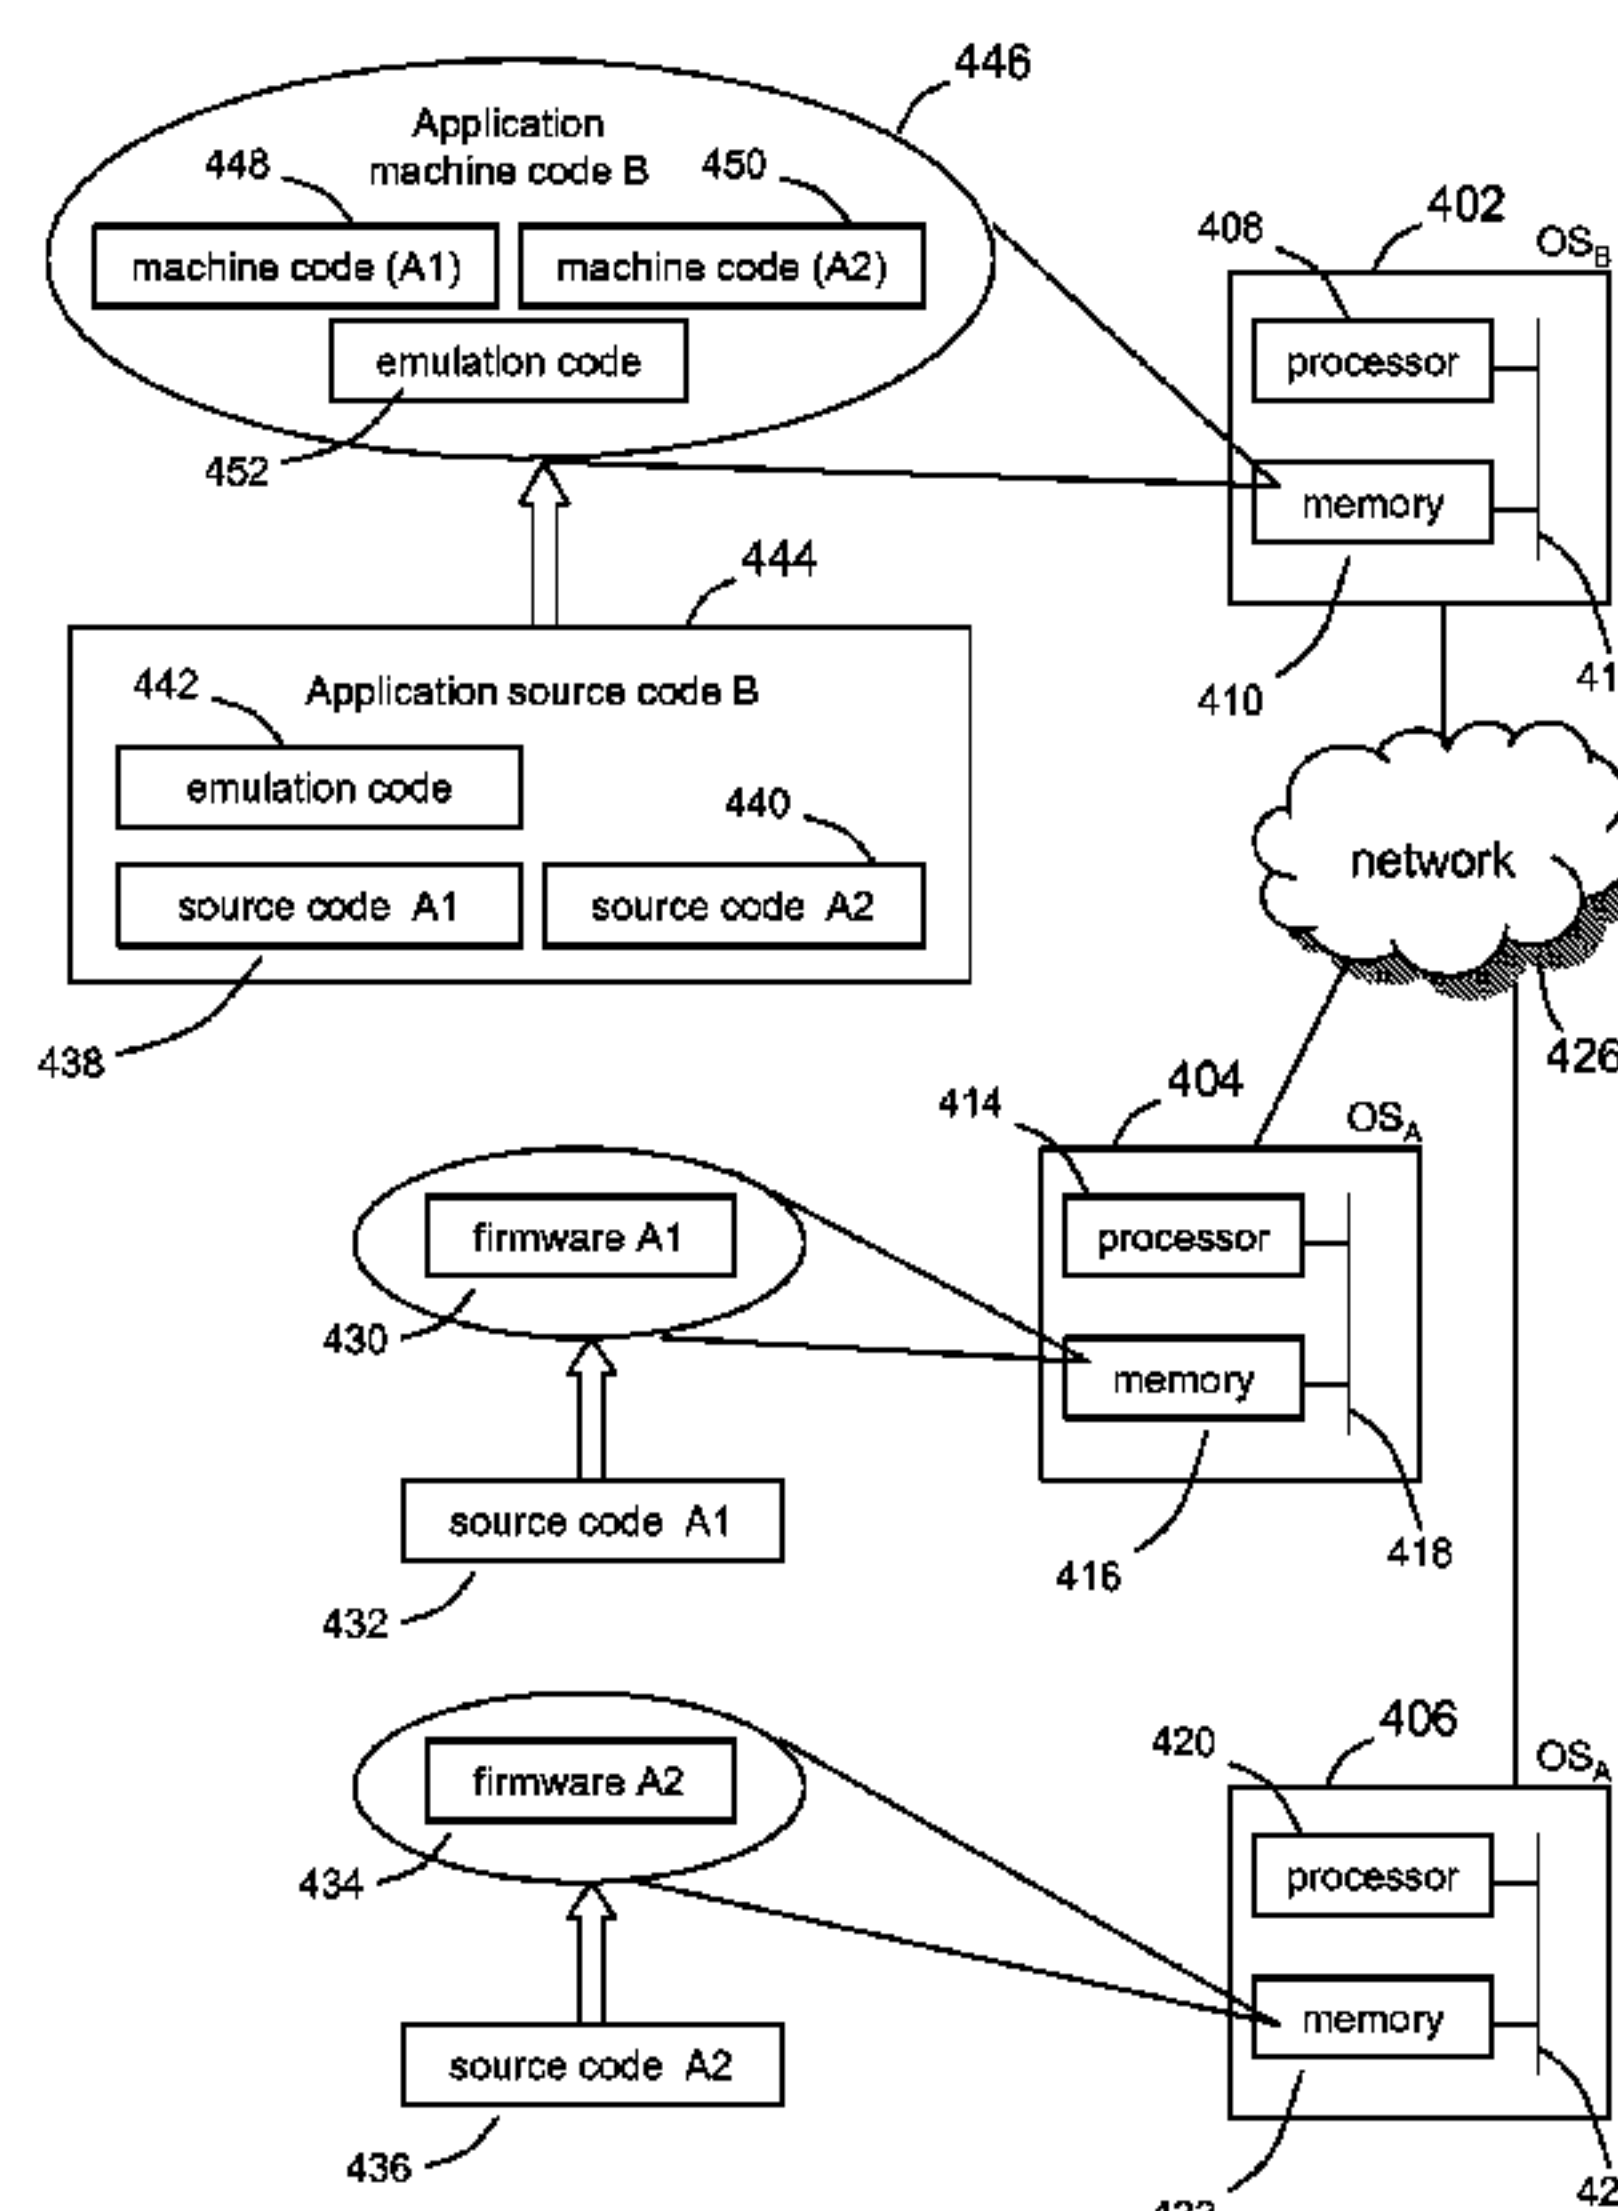 446
Application
machine code B
448
450
machine code (A1)
machine code (A2)
emulation code
452
402
408
OSB
processor
memory
410
41
444
442
Application source code B
emulation code
440
source code A1
source code A2
438
network
426
404
414
OSA
processor
memory
416
418
firmware A1
430
source code A1
432
406
420
OSA
processor
memory
42
firmware A2
434
source code A2
436